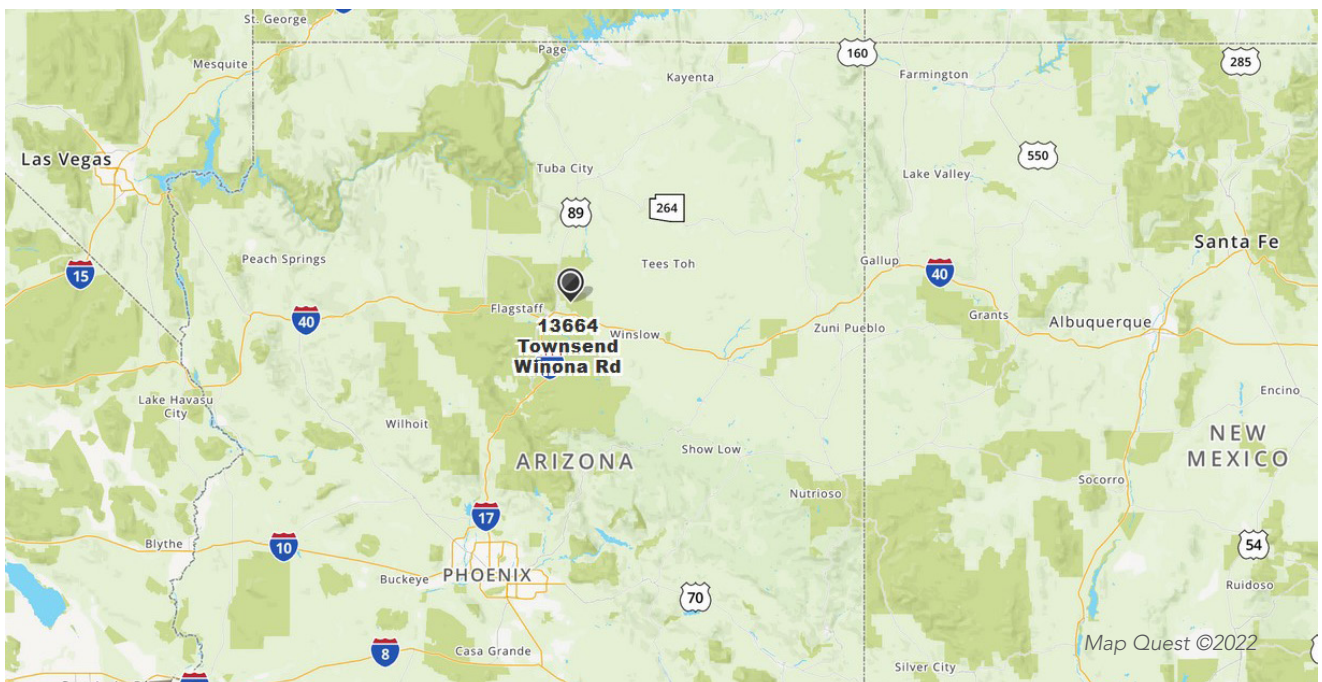 St. George
Mesquite
Page
160
Kayenta
Farmington
285
Las Vegas
550
Tuba City
Lake Valley
89
264
Santa Fe
Peach Springs
Tees Toh
Gallup
15
40
40
Flagstaff
13664
Townsend
Winona Rd
Winslow
Zuni Pueblo
Grants
Albuquerque
Lake Havasu
City
Encino
Wilhoit
NEW
MEXICO
ARIZONA
Show Low
Socorro
Nutrioso
17
Blythe
10
54
Buckeye
PHOENIX
Ruidoso
70
8
Casa Grande
Map Quest ©2022
Silver City